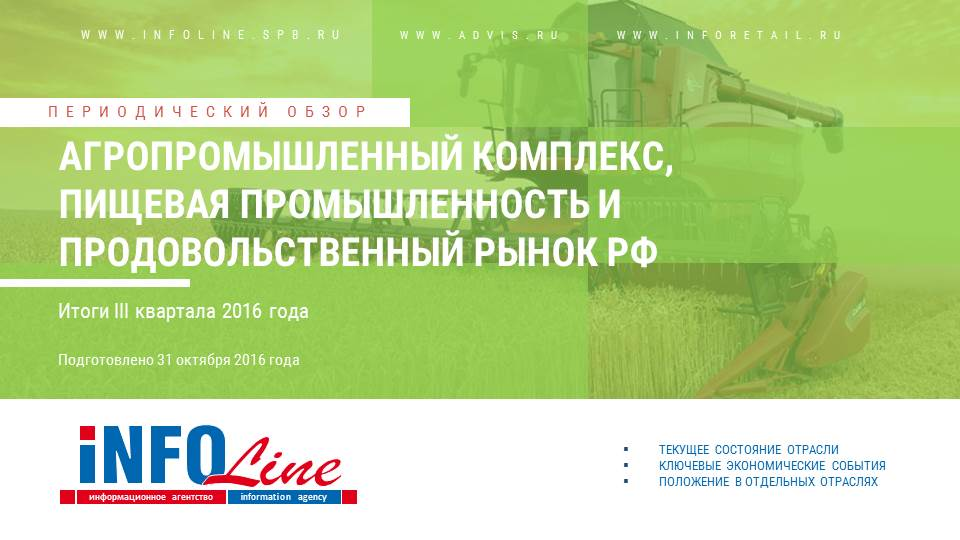 WWW.INFOLINE.SPB.RU WWW.ADVIS.RU WWW.INFORETAIL.RU
ПЕРИОДИЧЕСКИЙ ОБЗОР
АГРОПРОМЫШЛЕННЫЙ КОМПЛЕКС,
ПИЩЕВАЯ ПРОМЫШЛЕННОСТЬ И
ПРОДОВОЛЬСТВЕННЫЙ РЫНОК РФ
Итоги III квартала 2016 года
Подготовлено 31 октября 2016 года
iNFOLine
информационное агентство information agency
▪ ТЕКУЩЕЕ СОСТОЯНИЕ ОТРАСЛИ
▪ КЛЮЧЕВЫЕ ЭКОНОМИЧЕСКИЕ СОБЫТИЯ
▪ ПОЛОЖЕНИЕ В ОТДЕЛЬНЫХ ОТРАСЛЯХ